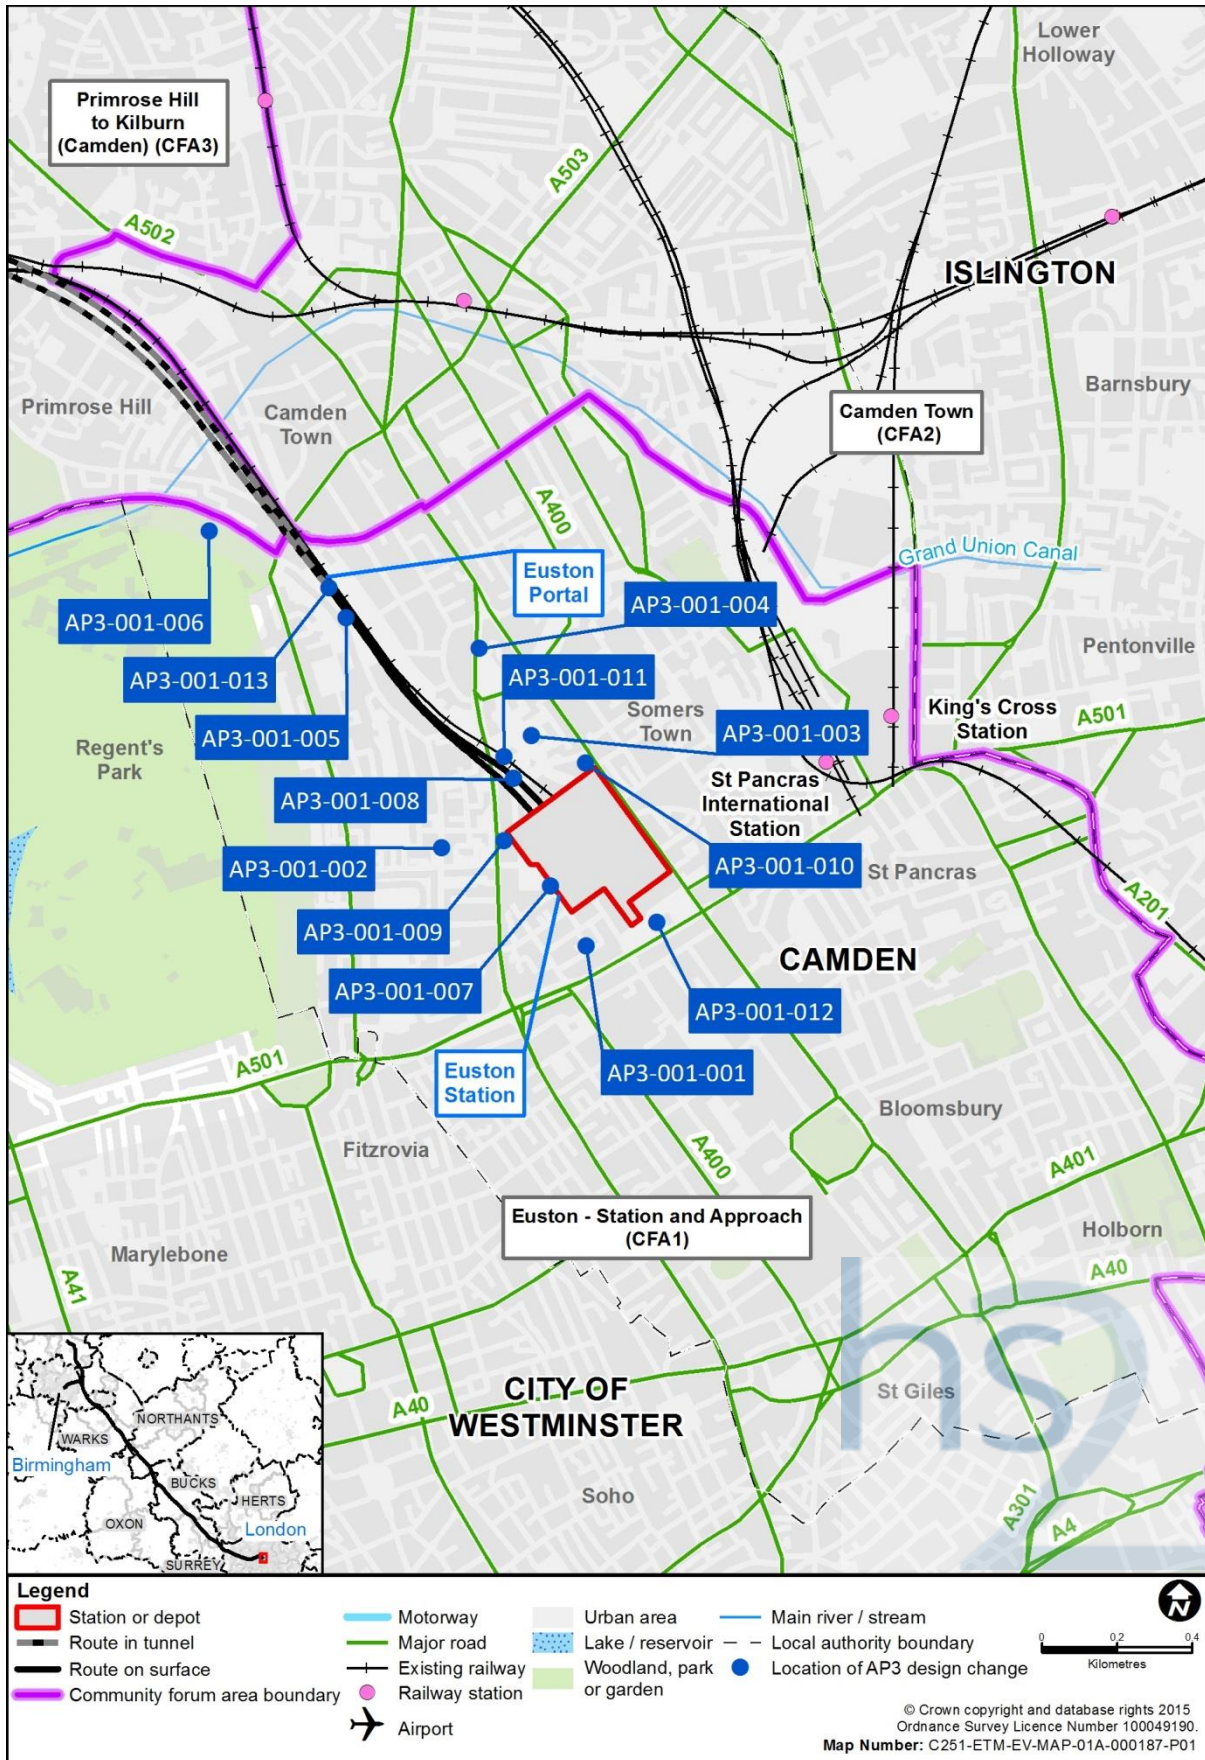 Lower
Holloway
Primrose Hill
to Kilburn
(Camden) (CFA3)
A503
A502
ISLINGTON
Primrose Hill
Camden
Town
Camden Town
(CFA2)
Barnsbury
A400
Grand Union Canal
Euston
Portal
AP3-001-004
AP3-001-006
AP3-001-013
AP3-001-011
Pentonville
Somers
Town
King's Cross
Station
A501
Regent's
Park
AP3-001-005
AP3-001-003
St Pancras
International
Station
AP3-001-008
AP3-001-002
AP3-001-010
St Pancras
A201
AP3-001-009
CAMDEN
AP3-001-007
AP3-001-012
A501
Euston
Station
AP3-001-001
Bloomsbury
Fitzrovia
A400
A401
Euston - Station and Approach
(CFA1)
Holborn
Marylebone
A40
A41
hs2
CITY OF
WESTMINSTER
St Giles
A40
Soho
A301
A4
NORTHANTS
WARKS
Birmingham
BUCKS
HERTS
OXON
London
SURREY
Legend
Station or depot
Route in tunnel
Route on surface
Community forum area boundary
Motorway
Major road
Existing railway
Railway station
Airport
Urban area
Lake / reservoir
Woodland, park
or garden
Main river / stream
Local authority boundary
Location of AP3 design change
N
0 0.2 0.4
Kilometres
© Crown copyright and database rights 2015
Ordnance Survey Licence Number 100049190.
Map Number: C251-ETM-EV-MAP-01A-000187-P01